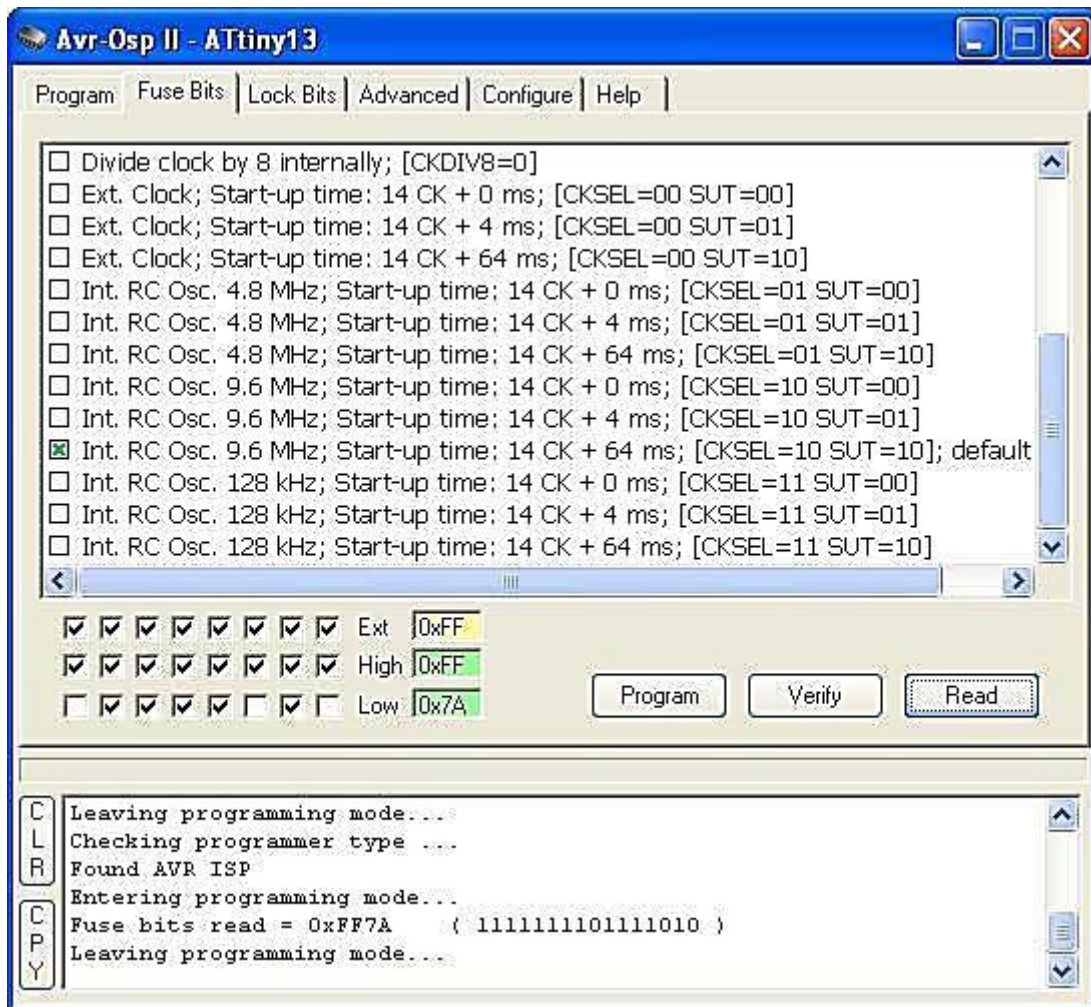 Avr-Osp II - ATtiny13
Program Fuse Bits Lock Bits Advanced Configure Help
Divide clock by 8 internally; [CKDIV8=0]
Ext. Clock; Start-up time: 14 CK + 0 ms; [CKSEL=00 SUT=00]
Ext. Clock; Start-up time: 14 CK + 4 ms; [CKSEL=00 SUT=01]
Ext. Clock; Start-up time: 14 CK + 64 ms; [CKSEL=00 SUT=10]
Int. RC Osc. 4.8 MHz; Start-up time: 14 CK + 0 ms; [CKSEL=01 SUT=00]
Int. RC Osc. 4.8 MHz; Start-up time: 14 CK + 4 ms; [CKSEL=01 SUT=01]
Int. RC Osc. 4.8 MHz; Start-up time: 14 CK + 64 ms; [CKSEL=01 SUT=10]
Int. RC Osc. 9.6 MHz; Start-up time: 14 CK + 0 ms; [CKSEL=10 SUT=00]
Int. RC Osc. 9.6 MHz; Start-up time: 14 CK + 4 ms; [CKSEL=10 SUT=01]
Int. RC Osc. 9.6 MHz; Start-up time: 14 CK + 64 ms; [CKSEL=10 SUT=10]; default
Int. RC Osc. 128 kHz; Start-up time: 14 CK + 0 ms; [CKSEL=11 SUT=00]
Int. RC Osc. 128 kHz; Start-up time: 14 CK + 4 ms; [CKSEL=11 SUT=01]
Int. RC Osc. 128 kHz; Start-up time: 14 CK + 64 ms; [CKSEL=11 SUT=10]
Ext 0xFF
High 0xFF
Low 0x7A
Program Verify Read
CLR
CPY
Leaving programming mode...
Checking programmer type ...
Found AVR ISP
Entering programming mode...
Fuse bits read = 0xFF7A ( 1111111101111010 )
Leaving programming mode...